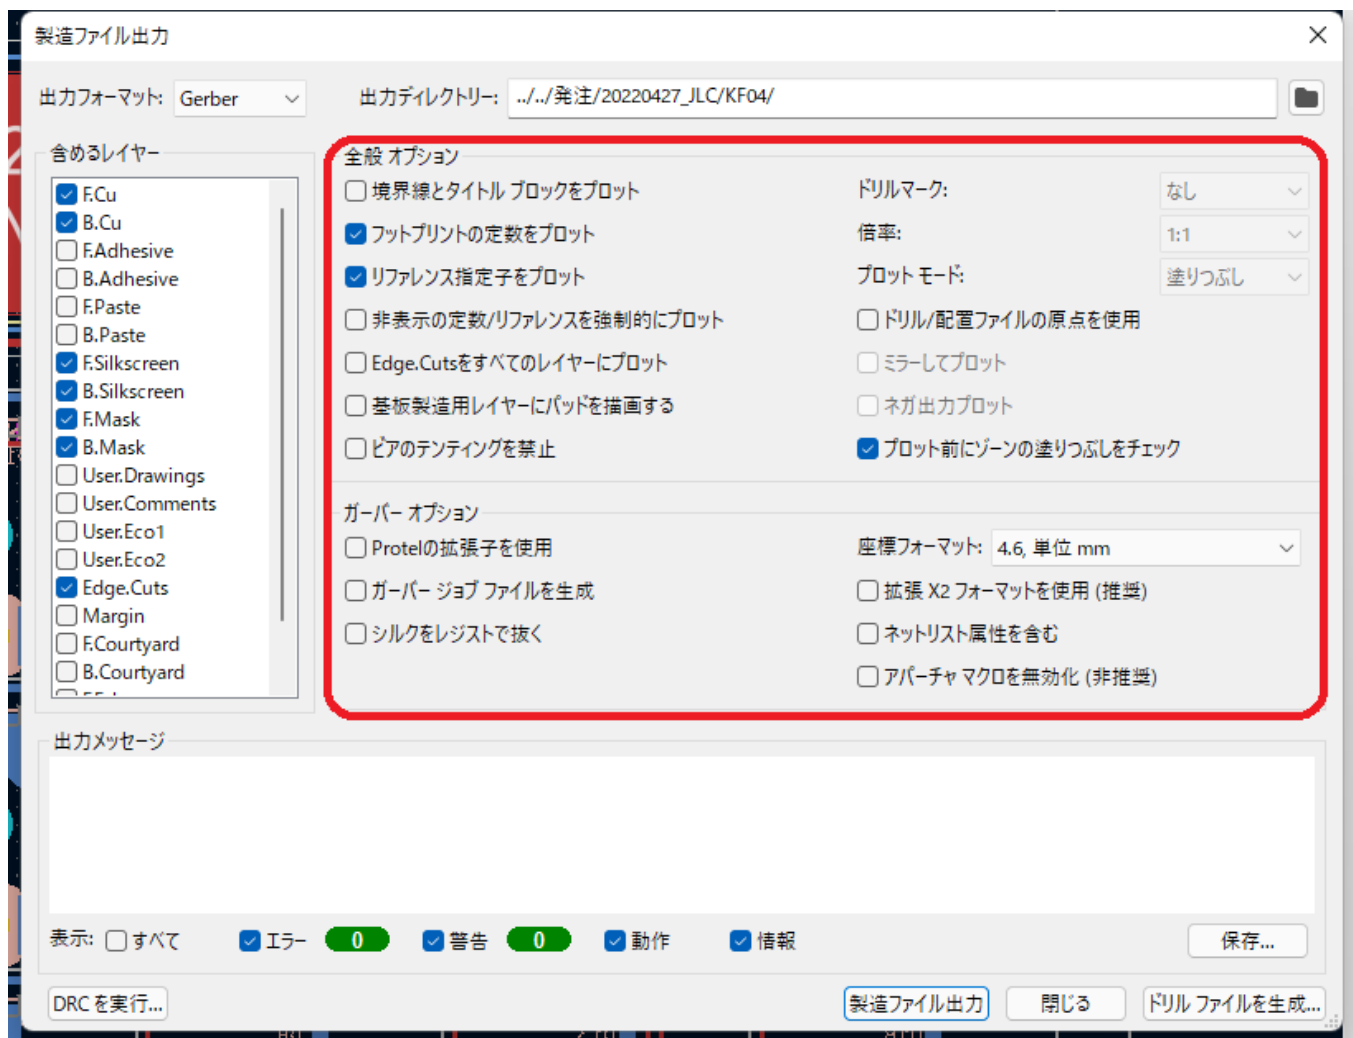 製造ファイル出力
出力フォーマット: Gerber
出力ディレクトリー: ../../発注/20220427_JLC/KF04/
含めるレイヤー
F.Cu
B.Cu
F.Adhesive
B.Adhesive
F.Paste
B.Paste
F.Silkscreen
B.Silkscreen
F.Mask
B.Mask
User.Drawings
User.Comments
User.Eco1
User.Eco2
Edge.Cuts
Margin
F.Courtyard
B.Courtyard
全般 オプション
境界線とタイトル ブロックをプロット
フットプリントの定数をプロット
リファレンス指定子をプロット
非表示の定数/リファレンスを強制的にプロット
Edge.Cutsをすべてのレイヤーにプロット
基板製造用レイヤーにパッドを描画する
ビアのテンティングを禁止
ドリルマーク: なし
倍率: 1:1
プロット モード: 塗りつぶし
ドリル/配置ファイルの原点を使用
ミラーしてプロット
ネガ出力プロット
プロット前にゾーンの塗りつぶしをチェック
ガーバー オプション
Protelの拡張子を使用
ガーバー ジョブ ファイルを生成
シルクをレジストで抜く
座標フォーマット: 4.6, 単位 mm
拡張 X2 フォーマットを使用 (推奨)
ネットリスト属性を含む
アパーチャ マクロを無効化 (非推奨)
出力メッセージ
表示: すべて エラー 0 警告 0 動作 情報 保存...
DRC を実行... 製造ファイル出力 閉じる ドリル ファイルを生成...